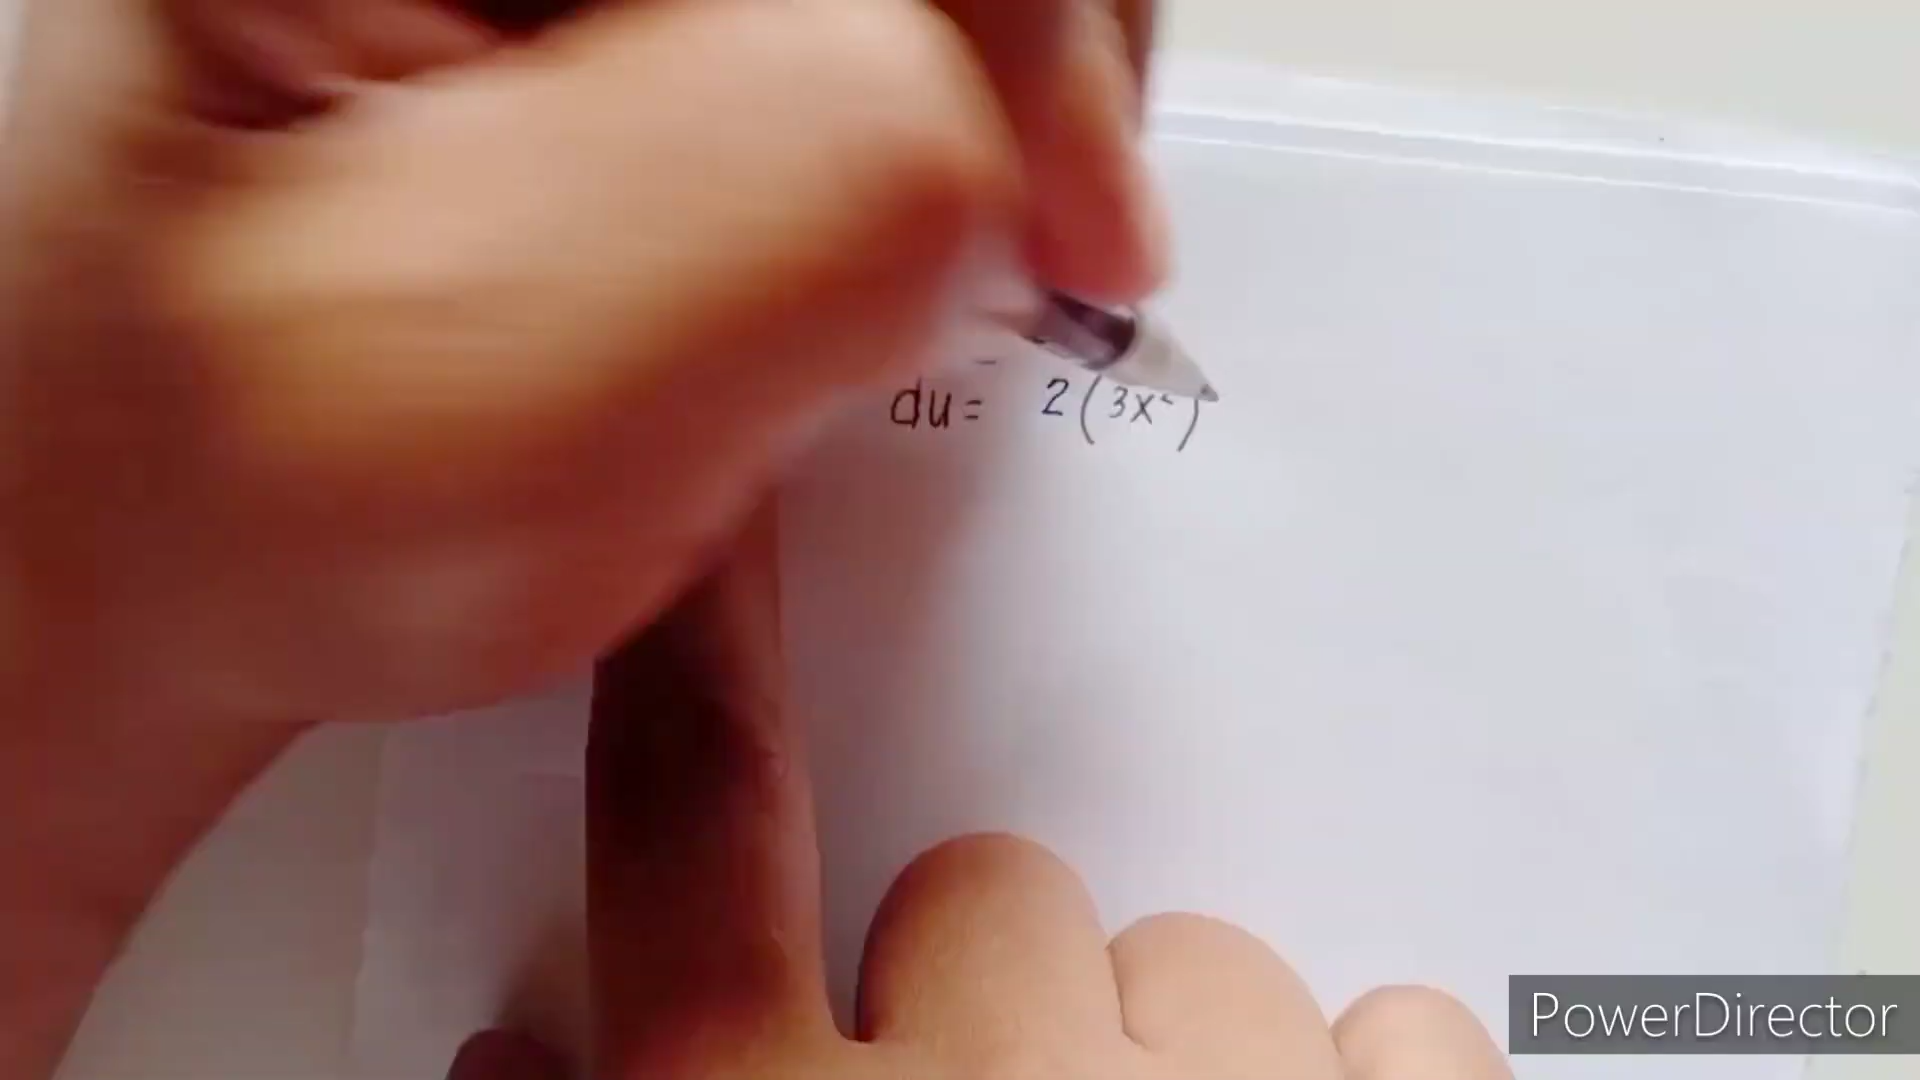 du = 2(3x²)
PowerDirector